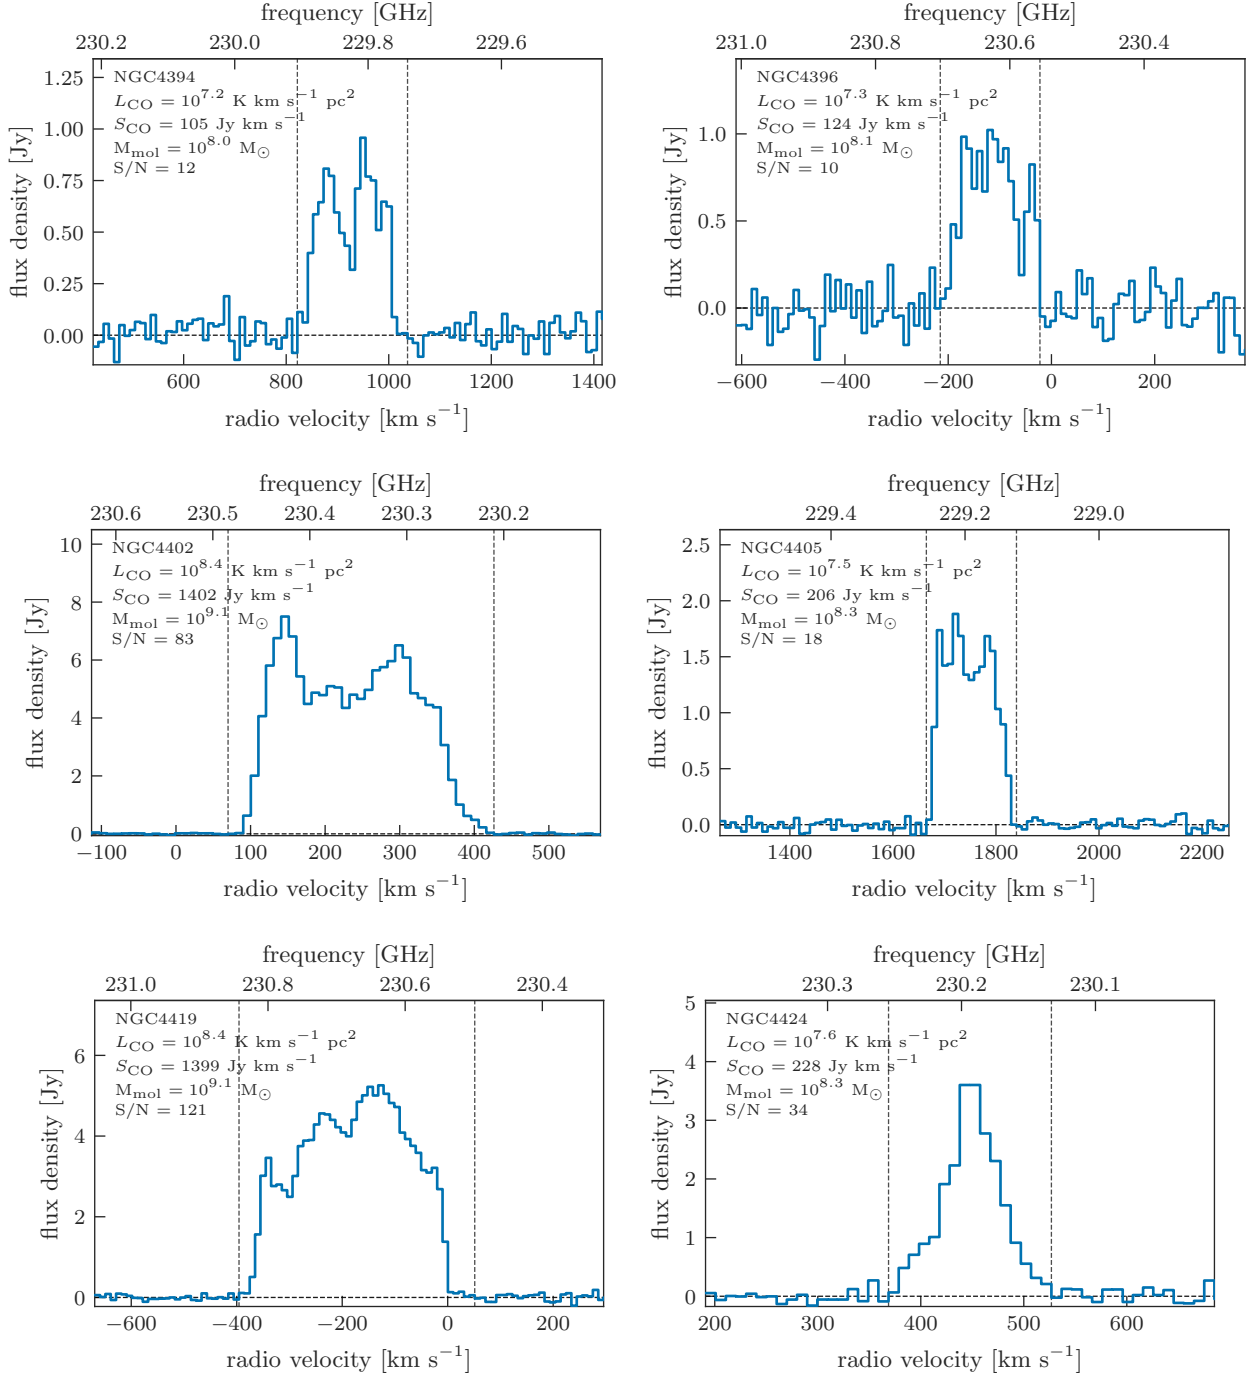 frequency [GHz]
230.2 230.0 229.8 229.6
NGC4394
L_CO = 10^7.2 K km s^−1 pc^2
S_CO = 105 Jy km s^−1
M_mol = 10^8.0 M_⊙
S/N = 12
1.25
1.00
0.75
0.50
0.25
0.00
flux density [Jy]
600 800 1000 1200 1400
radio velocity [km s^−1]
frequency [GHz]
231.0 230.8 230.6 230.4
NGC4396
L_CO = 10^7.3 K km s^−1 pc^2
S_CO = 124 Jy km s^−1
M_mol = 10^8.1 M_⊙
S/N = 10
1.0
0.5
0.0
flux density [Jy]
−600 −400 −200 0 200
radio velocity [km s^−1]
frequency [GHz]
230.6 230.5 230.4 230.3 230.2
NGC4402
L_CO = 10^8.4 K km s^−1 pc^2
S_CO = 1402 Jy km s^−1
M_mol = 10^9.1 M_⊙
S/N = 83
10
8
6
4
2
0
flux density [Jy]
−100 0 100 200 300 400 500
radio velocity [km s^−1]
frequency [GHz]
229.4 229.2 229.0
NGC4405
L_CO = 10^7.5 K km s^−1 pc^2
S_CO = 206 Jy km s^−1
M_mol = 10^8.3 M_⊙
S/N = 18
2.5
2.0
1.5
1.0
0.5
0.0
flux density [Jy]
1400 1600 1800 2000 2200
radio velocity [km s^−1]
frequency [GHz]
231.0 230.8 230.6 230.4
NGC4419
L_CO = 10^8.4 K km s^−1 pc^2
S_CO = 1399 Jy km s^−1
M_mol = 10^9.1 M_⊙
S/N = 121
6
4
2
0
flux density [Jy]
−600 −400 −200 0 200
radio velocity [km s^−1]
frequency [GHz]
230.3 230.2 230.1
NGC4424
L_CO = 10^7.6 K km s^−1 pc^2
S_CO = 228 Jy km s^−1
M_mol = 10^8.3 M_⊙
S/N = 34
5
4
3
2
1
0
flux density [Jy]
200 300 400 500 600
radio velocity [km s^−1]